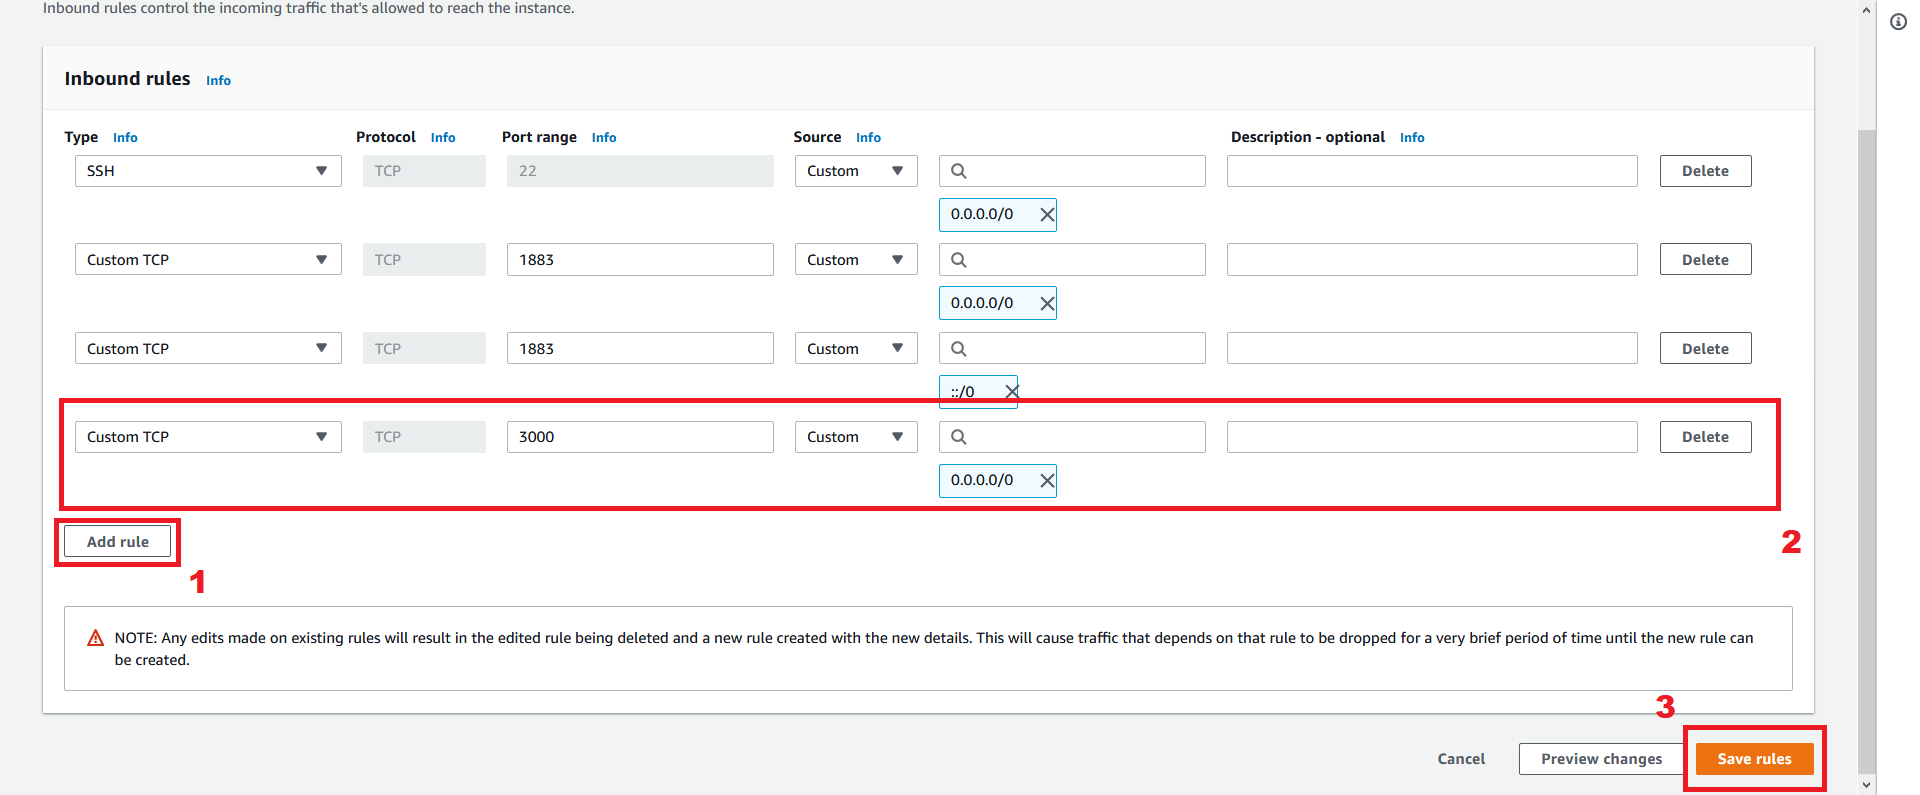 Inbound rules control the incoming traffic that's allowed to reach the instance.
Inbound rules Info
Type Info Protocol Info Port range Info Source Info Description - optional Info
SSH TCP 22 Custom Delete
0.0.0.0/0
Custom TCP TCP 1883 Custom Delete
0.0.0.0/0
Custom TCP TCP 1883 Custom Delete
::/0
Custom TCP TCP 3000 Custom Delete
0.0.0.0/0
Add rule
2
1
NOTE: Any edits made on existing rules will result in the edited rule being deleted and a new rule created with the new details. This will cause traffic that depends on that rule to be dropped for a very brief period of time until the new rule can
be created.
3
Cancel Preview changes Save rules